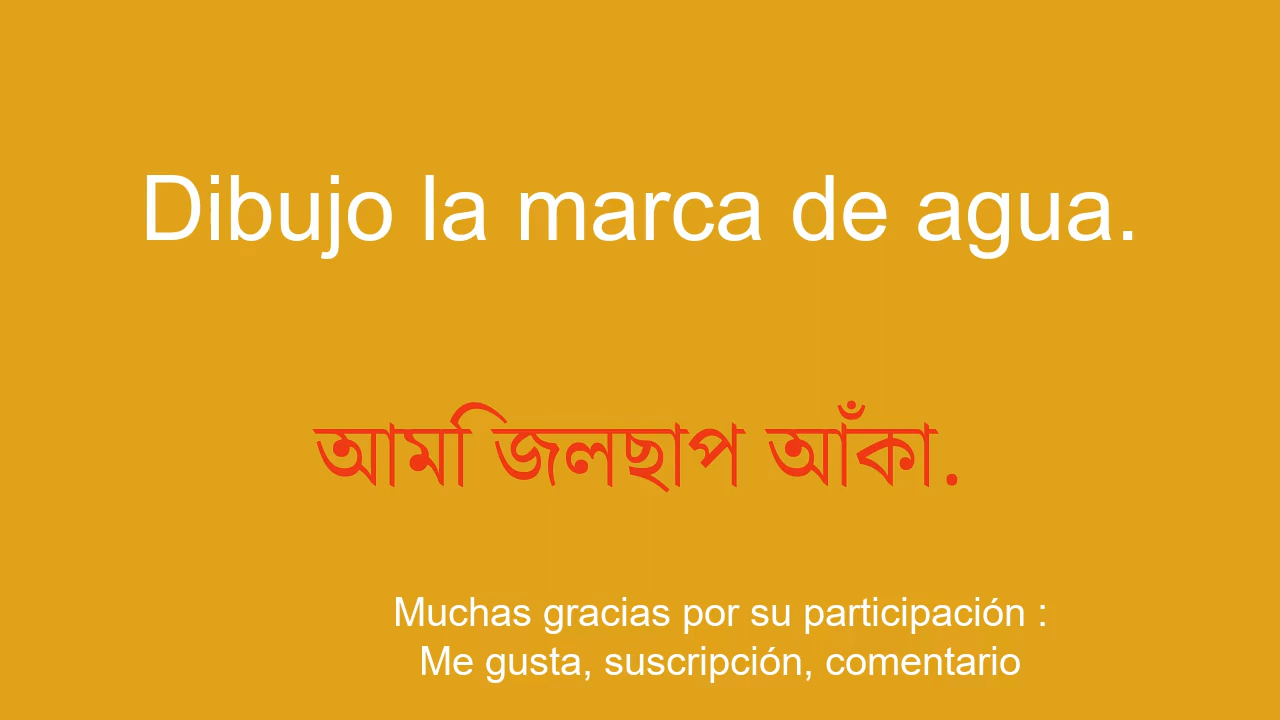 Dibujo la marca de agua.
আমি জলছাপ আঁকা.
Muchas gracias por su participación :
Me gusta, suscripción, comentario